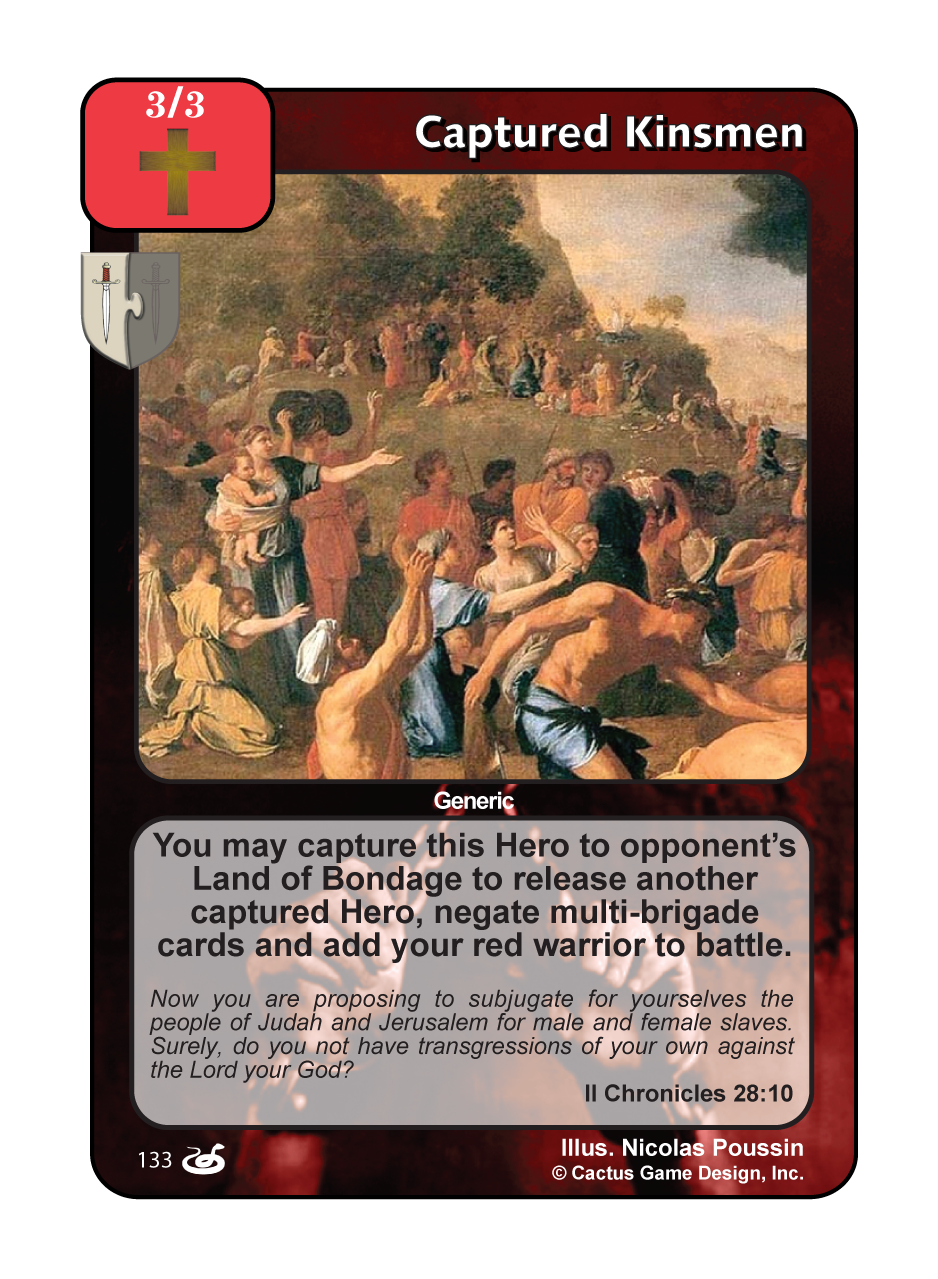 3/3
Captured Kinsmen
Generic
You may capture this Hero to opponent's
Land of Bondage to release another
captured Hero, negate multi-brigade
cards and add your red warrior to battle.
Now you are proposing to subjugate for yourselves the
people of Judah and Jerusalem for male and female slaves.
Surely, do you not have transgressions of your own against
the Lord your God?
II Chronicles 28:10
133
Illus. Nicolas Poussin
© Cactus Game Design, Inc.